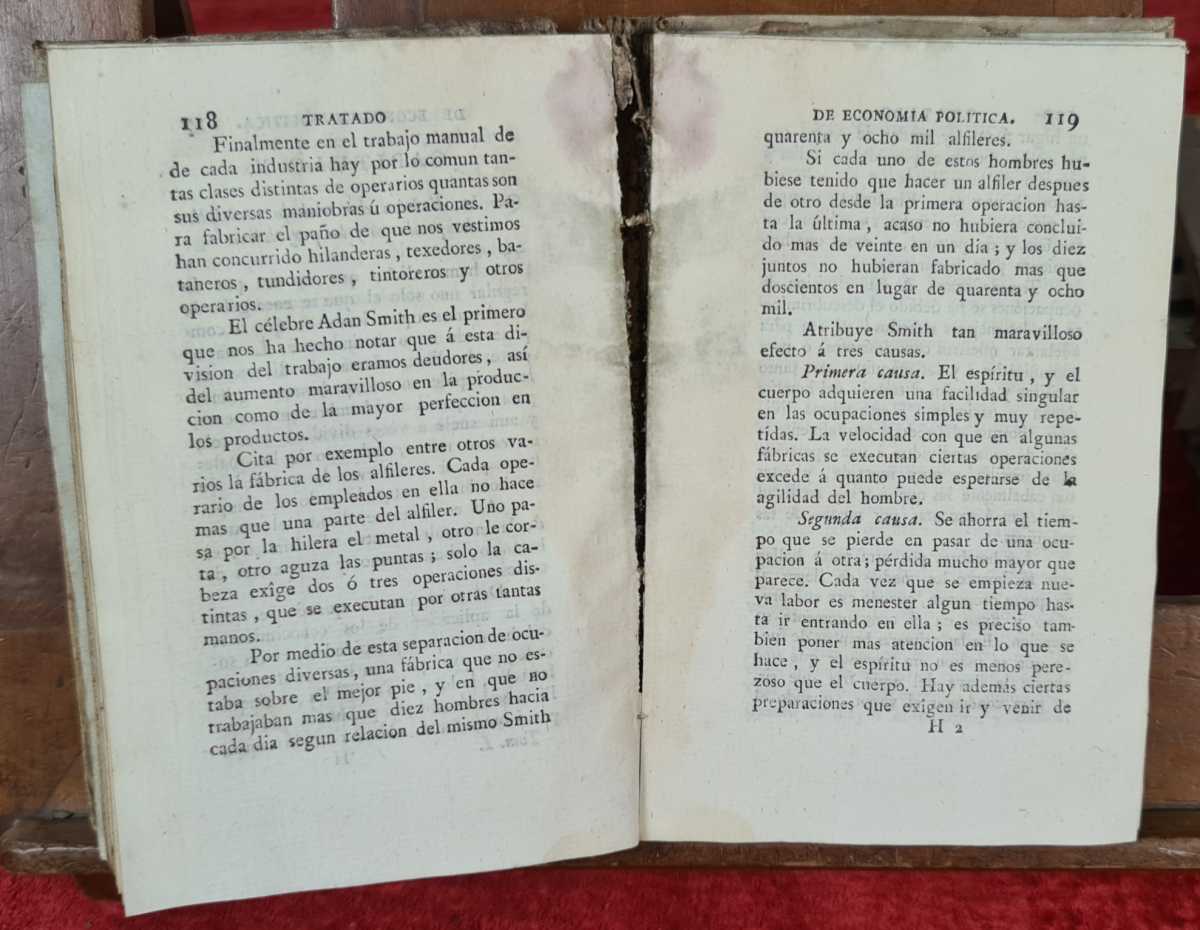 118 TRATADO
Finalmente en el trabajo manual de
de cada industria hay por lo comun tan-
tas clases distintas de operarios quantas son
sus diversas maniobras ú operaciones. Pa-
ra fabricar el paño de que nos vestimos
han concurrido hilanderas, texedores, ba-
taneros, tundidores, tintoreros y otros
operarios.
El célebre Adan Smith es el primero
que nos ha hecho notar que á esta di-
vision del trabajo eramos deudores, así
del aumento maravilloso en la produc-
cion como de la mayor perfeccion en
los productos.
Cita por exemplo entre otros va-
rios la fábrica de los alfileres. Cada ope-
rario de los empleados en ella no hace
mas que una parte del alfiler. Uno pa-
sa por la hilera el metal, otro le cor-
ta, otro aguza las puntas; solo la ca-
beza exîge dos ó tres operaciones dis-
tintas, que se executan por otras tantas
manos.
Por medio de esta separacion de ocu-
paciones diversas, una fábrica que no es-
taba sobre el mejor pie, y en que no
trabajaban mas que diez hombres hacia
cada dia segun relacion del mismo Smith
DE ECONOMIA POLITICA. 119
quarenta y ocho mil alfileres.
Si cada uno de estos hombres hu-
biese tenido que hacer un alfiler despues
de otro desde la primera operacion has-
ta la última, acaso no hubiera conclui-
do mas de veinte en un día; y los diez
juntos no hubieran fabricado mas que
doscientos en lugar de quarenta y ocho
mil.
Atribuye Smith tan maravilloso
efecto á tres causas.
Primera causa. El espíritu, y el
cuerpo adquieren una facilidad singular
en las ocupaciones simples y muy repe-
tidas. La velocidad con que en algunas
fábricas se executan ciertas operaciones
excede á quanto puede esperarse de la
agilidad del hombre.
Segunda causa. Se ahorra el tiem-
po que se pierde en pasar de una ocu-
pacion á otra; pérdida mucho mayor que
parece. Cada vez que se empieza nue-
va labor es menester algun tiempo has-
ta ir entrando en ella; es preciso tam-
bien poner mas atencion en lo que se
hace, y el espíritu no es menos pere-
zoso que el cuerpo. Hay además ciertas
preparaciones que exigen ir y venir de
H 2